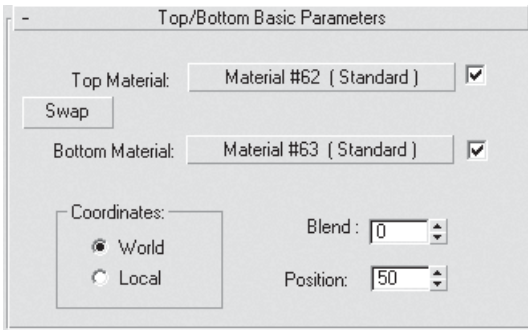 - Top/Bottom Basic Parameters
Top Material: Material #62 ( Standard )
Swap
Bottom Material: Material #63 ( Standard )
Coordinates:
World
Local
Blend : 0
Position: 50